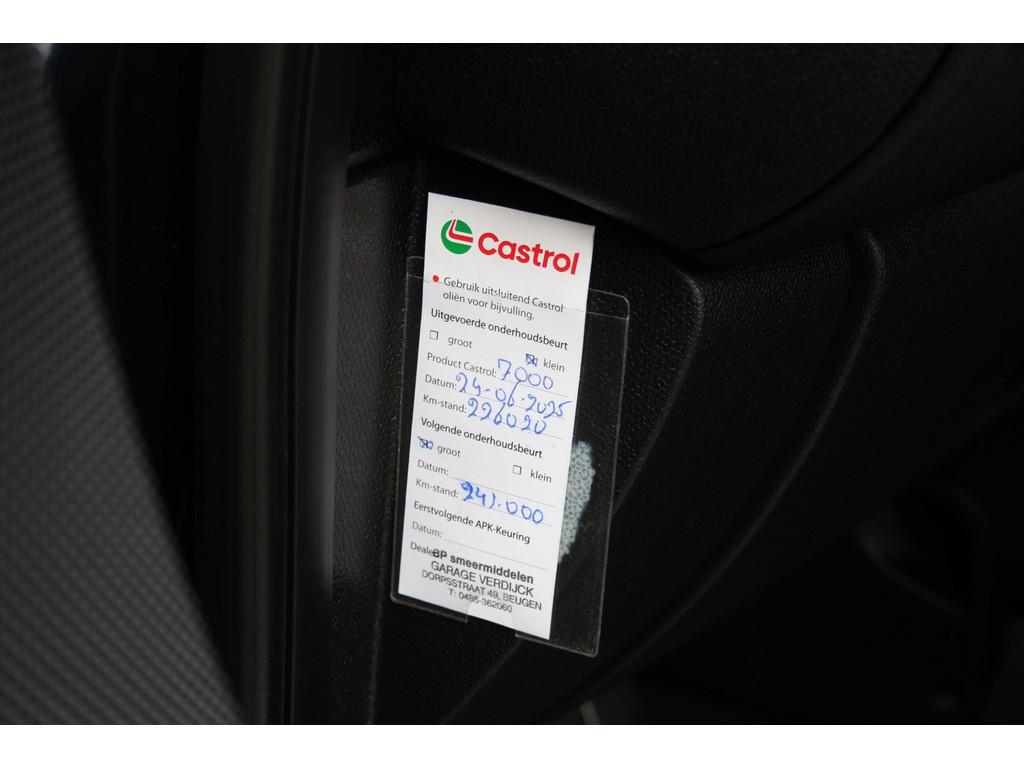 Castrol
Gebruik uitsluitend Castrol
oliën voor bijvulling.
Uitgevoerde onderhoudsbeurt
groot klein
Product Castrol: 7000
Datum: 24-06-2025
Km-stand: 226020
Volgende onderhoudsbeurt
groot klein
Datum:
Km-stand: 241.000
Eerstvolgende APK-Keuring
Datum:
Dealer
BP smeermiddelen
GARAGE VERDIJCK
DORPSSTRAAT 49, BEUGEN
T: 0485-362060